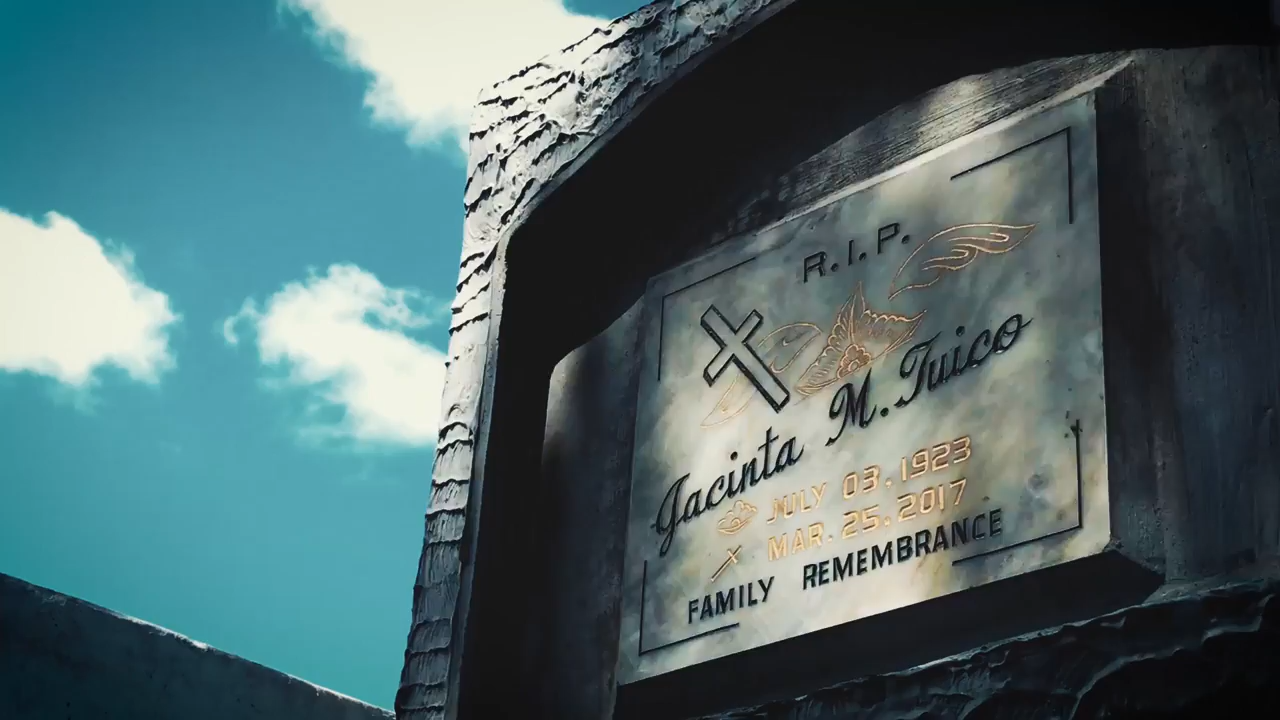 R.I.P.
Jacinta M. Tuico
JULY 03.1923
MAR.25.2017
FAMILY REMEMBRANCE